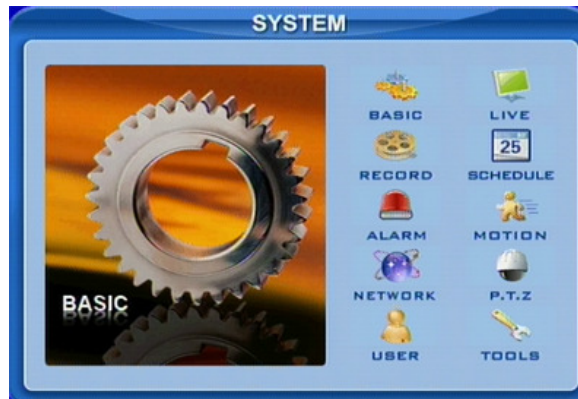 SYSTEM
BASIC
BASIC LIVE
RECORD 25 SCHEDULE
ALARM MOTION
NETWORK P.T.Z
USER TOOLS